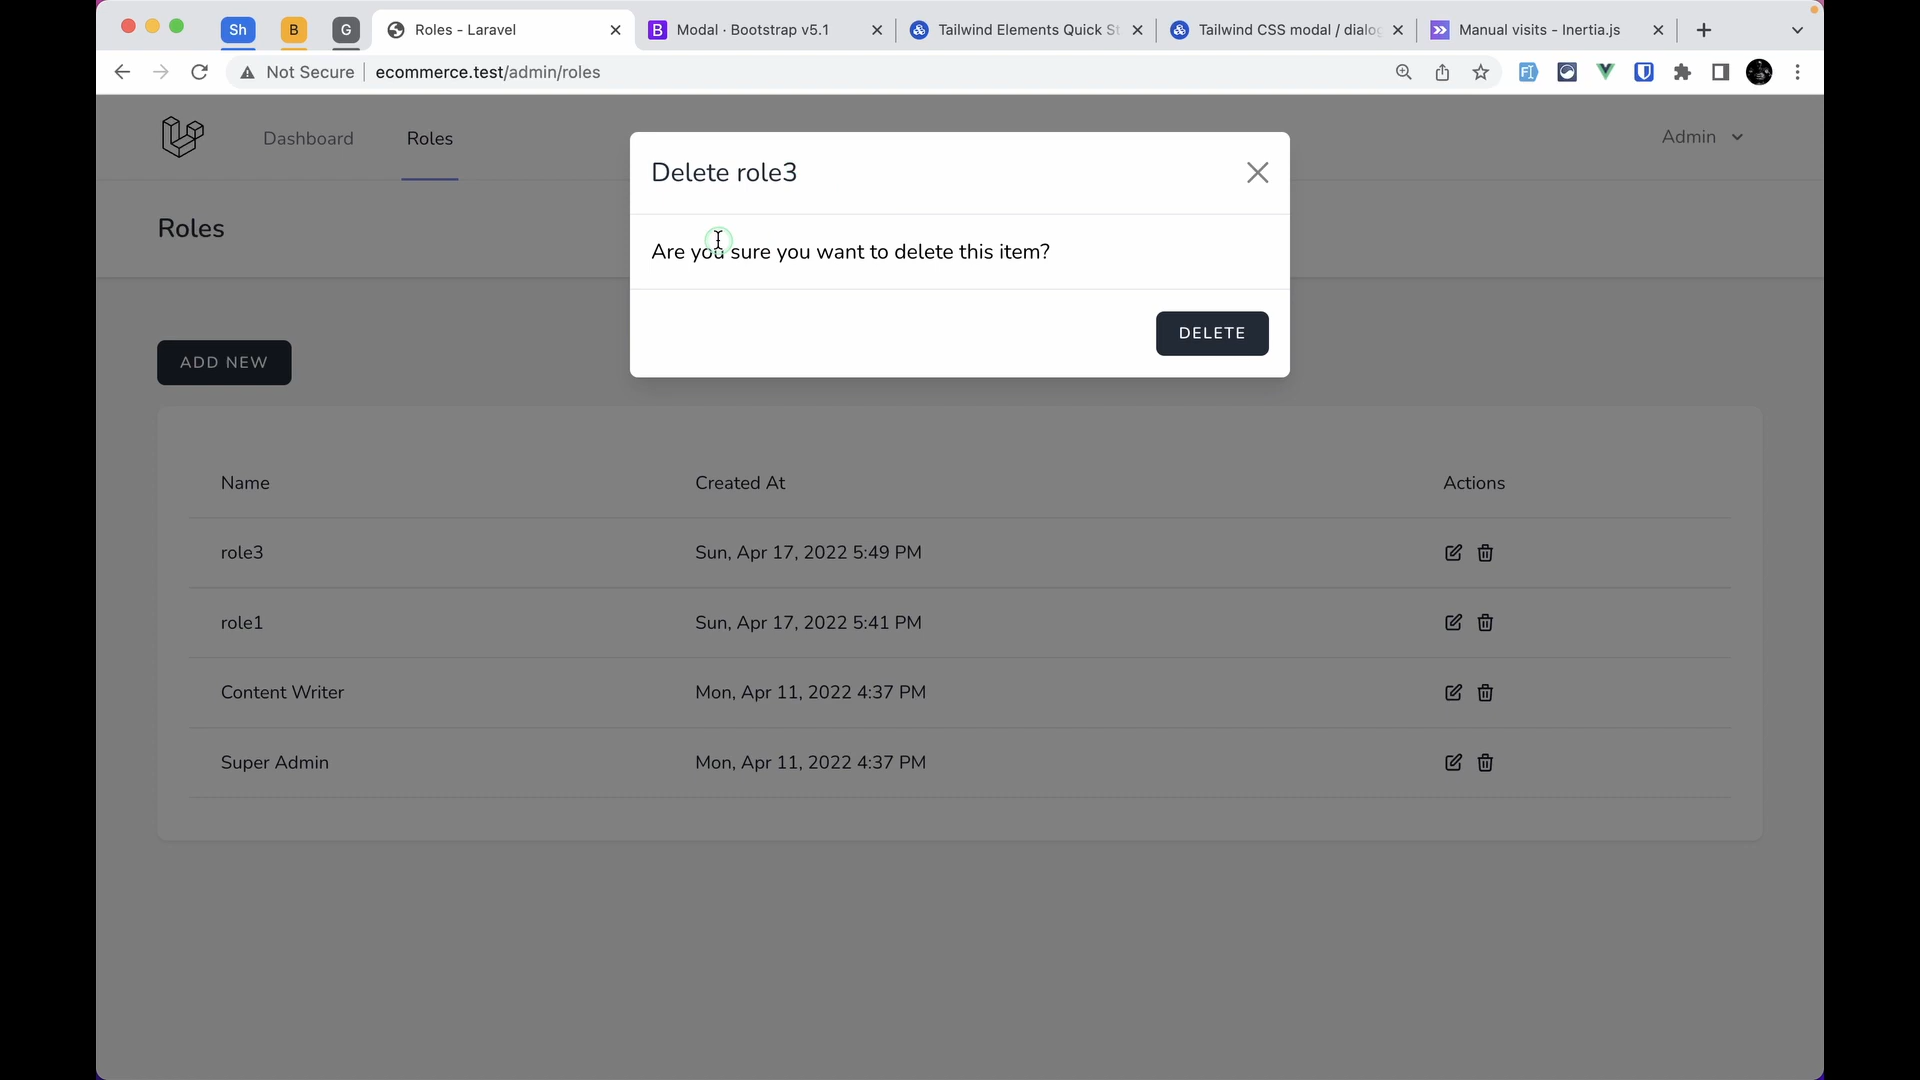 Sh
B
G
Roles - Laravel
B
Modal · Bootstrap v5.1
Tailwind Elements Quick St
Tailwind CSS modal / dialog
Manual visits - Inertia.js
Not Secure
ecommerce.test/admin/roles
Dashboard
Roles
Admin
Delete role3
Roles
Are you sure you want to delete this item?
DELETE
ADD NEW
Name Created At Actions
role3 Sun, Apr 17, 2022 5:49 PM
role1 Sun, Apr 17, 2022 5:41 PM
Content Writer Mon, Apr 11, 2022 4:37 PM
Super Admin Mon, Apr 11, 2022 4:37 PM